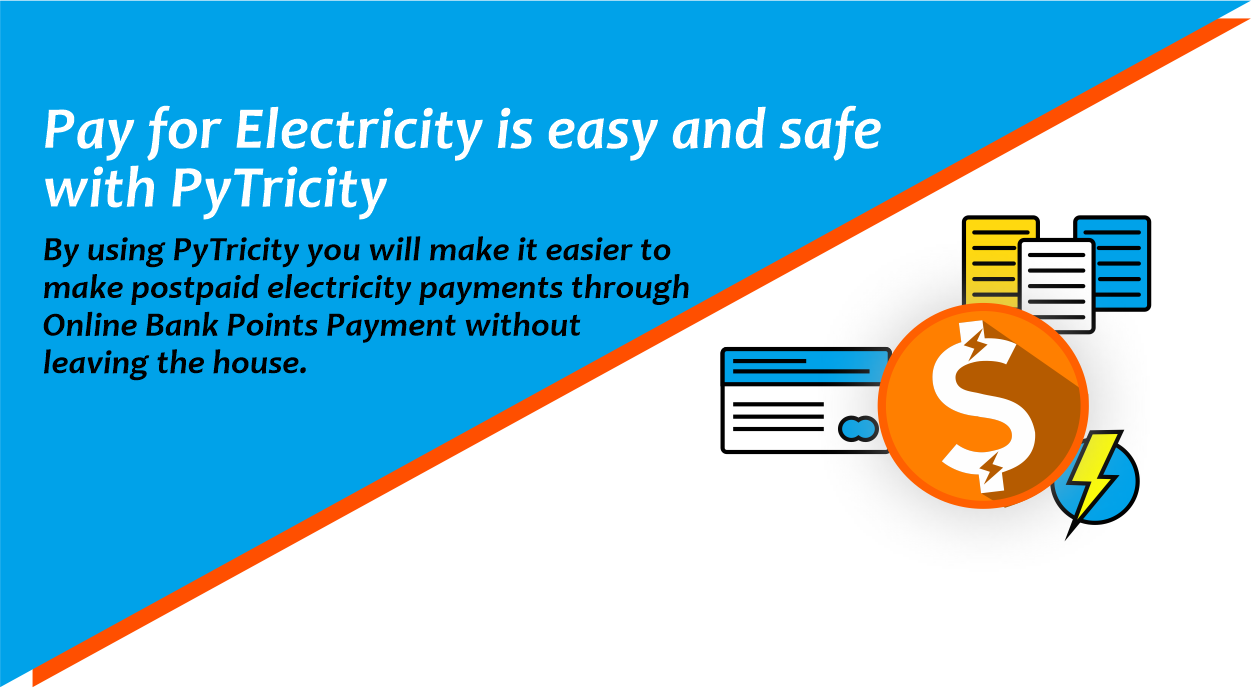 Pay for Electricity is easy and safe
with PyTricity
By using PyTricity you will make it easier to
make postpaid electricity payments through
Online Bank Points Payment without
leaving the house.